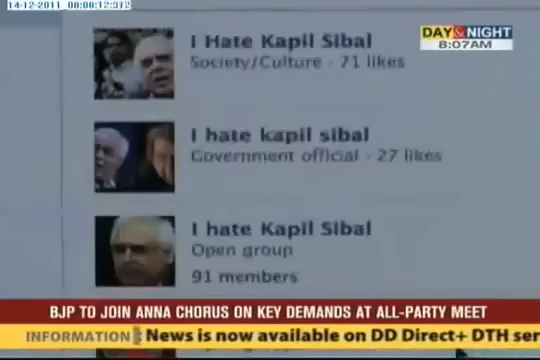 14-12-2011 08:08:12:312
DAY&NIGHT
8:07AM
I Hate Kapil Sibal
Society/Culture · 71 likes
I hate kapil sibal
Government official · 27 likes
I hate Kapil Sibal
Open group
91 members
BJP TO JOIN ANNA CHORUS ON KEY DEMANDS AT ALL-PARTY MEET
INFORMATION News is now available on DD Direct+ DTH ser